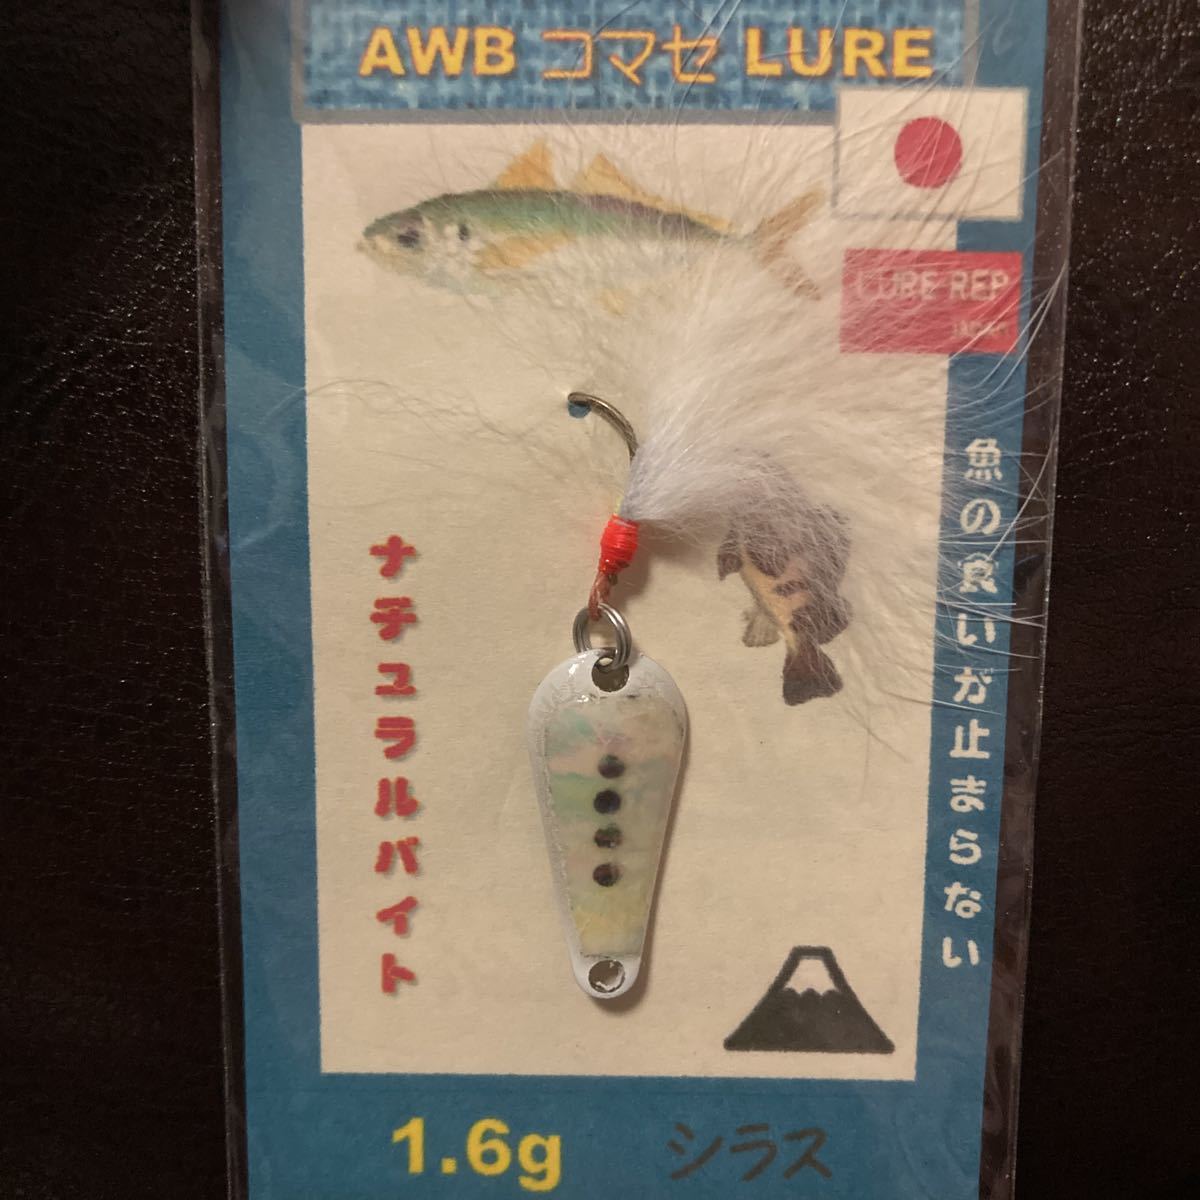 AWB コマセ LURE
LURE REP
JAPAN
魚の食いが止まらない
ナチュラルバイト
1.6g シラス